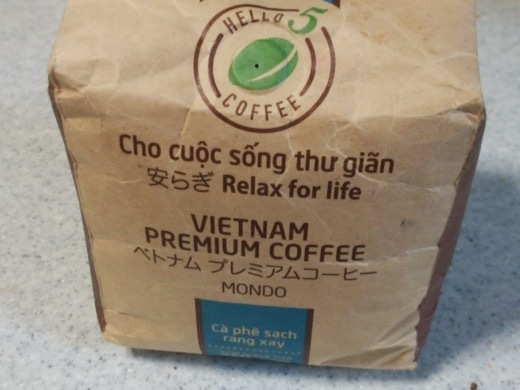 HELLO 5
COFFEE
Cho cuộc sống thư giãn
安らぎ Relax for life
VIETNAM
PREMIUM COFFEE
ベトナム プレミアムコーヒー
MONDO
Cà phê sạch
rang xay